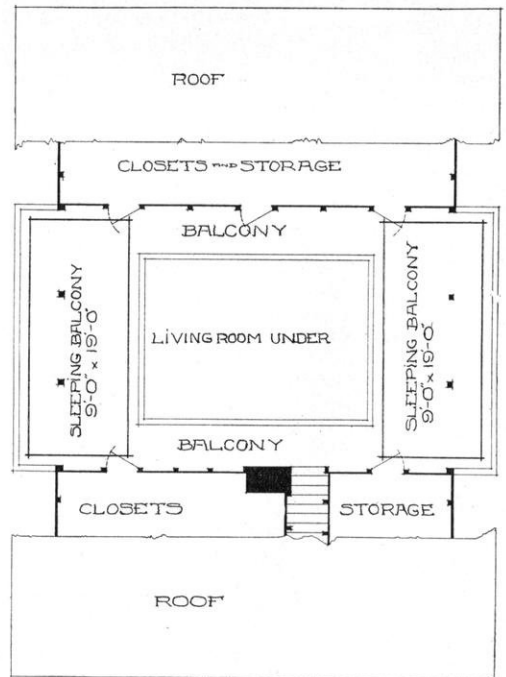 ROOF
CLOSETS AND STORAGE
BALCONY
SLEEPING BALCONY
9'-0" x 19'-0"
LIVING ROOM UNDER
SLEEPING BALCONY
9'-0" x 19'-0"
BALCONY
CLOSETS
STORAGE
ROOF